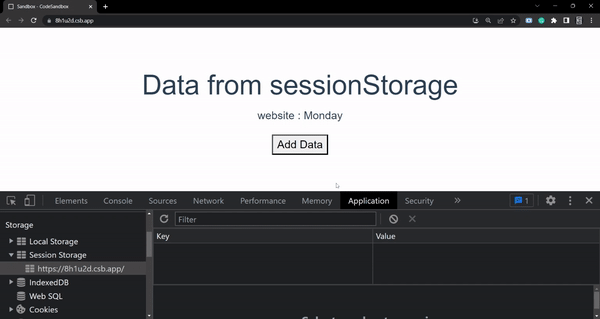 Sandbox - CodeSandbox
8h1u2d.csb.app
Data from sessionStorage
website : Monday
Add Data
Elements Console Sources Network Performance Memory Application Security 1
Storage
Filter
Key Value
Local Storage
Session Storage
https://8h1u2d.csb.app/
IndexedDB
Web SQL
Cookies